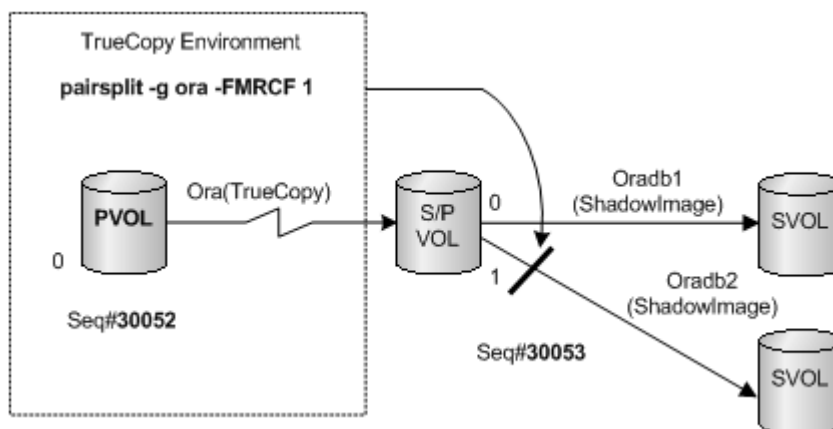 TrueCopy Environment
pairsplit -g ora -FMRCF 1
PVOL
Ora(TrueCopy)
0
Seq#30052
S/P
VOL
0
1
Oradb1
(ShadowImage)
SVOL
Oradb2
(ShadowImage)
Seq#30053
SVOL